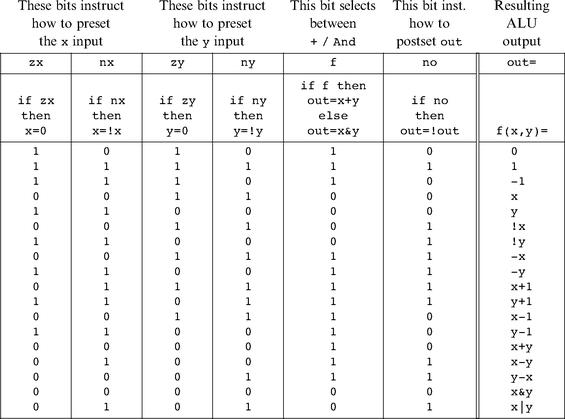 These bits instruct These bits instruct This bit selects This bit inst. Resulting
how to preset how to preset between how to ALU
the x input the y input + / And postset out output
zx nx zy ny f no out=
if f then
if zx if nx if zy if ny out=x+y if no
then then then then else then
x=0 x=!x y=0 y=!y out=x&y out=!out f(x,y)=
1 0 1 0 1 0 0
1 1 1 1 1 1 1
1 1 1 0 1 0 -1
0 0 1 1 0 0 x
1 1 0 0 0 0 y
0 0 1 1 0 1 !x
1 1 0 0 0 1 !y
0 0 1 1 1 1 -x
1 1 0 0 1 1 -y
0 1 1 1 1 1 x+1
1 1 0 1 1 1 y+1
0 0 1 1 1 0 x-1
1 1 0 0 1 0 y-1
0 0 0 0 1 0 x+y
0 1 0 0 1 1 x-y
0 0 0 1 1 1 y-x
0 0 0 0 0 0 x&y
0 1 0 1 0 1 x|y